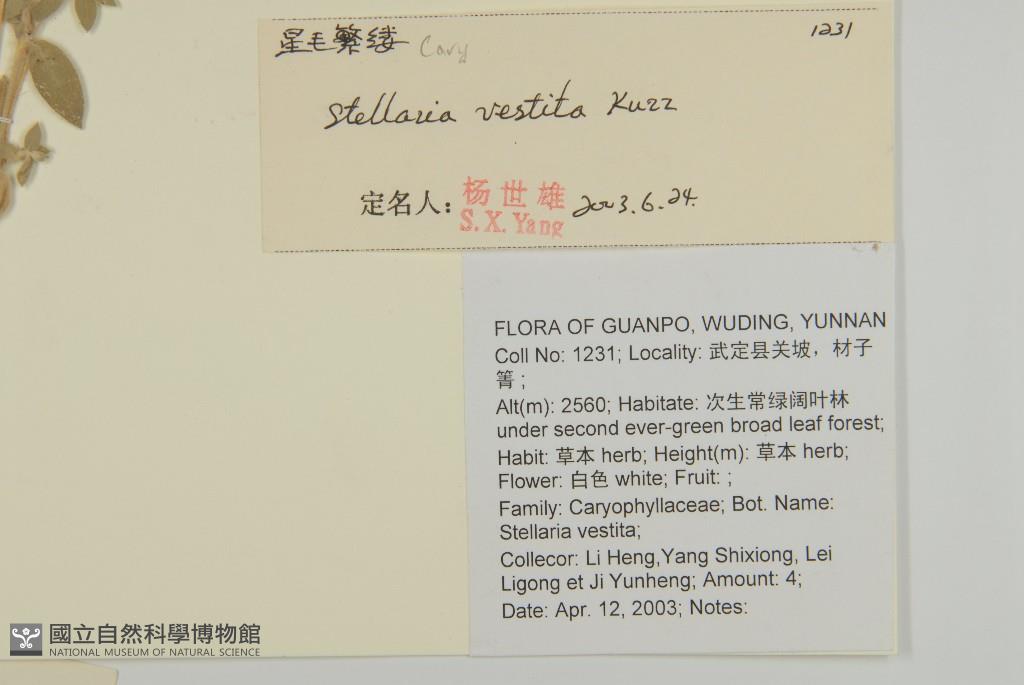 星毛繁缕 Cary 1231
Stellaria vestita Kurz
定名人: 杨世雄 2003.6.24.
S.X. Yang
FLORA OF GUANPO, WUDING, YUNNAN
Coll No: 1231; Locality: 武定县关坡，材子
箐 ;
Alt(m): 2560; Habitate: 次生常绿阔叶林
under second ever-green broad leaf forest;
Habit: 草本 herb; Height(m): 草本 herb;
Flower: 白色 white; Fruit: ;
Family: Caryophyllaceae; Bot. Name:
Stellaria vestita;
Collecor: Li Heng,Yang Shixiong, Lei
Ligong et Ji Yunheng; Amount: 4;
Date: Apr. 12, 2003; Notes:
國立自然科學博物館
NATIONAL MUSEUM OF NATURAL SCIENCE